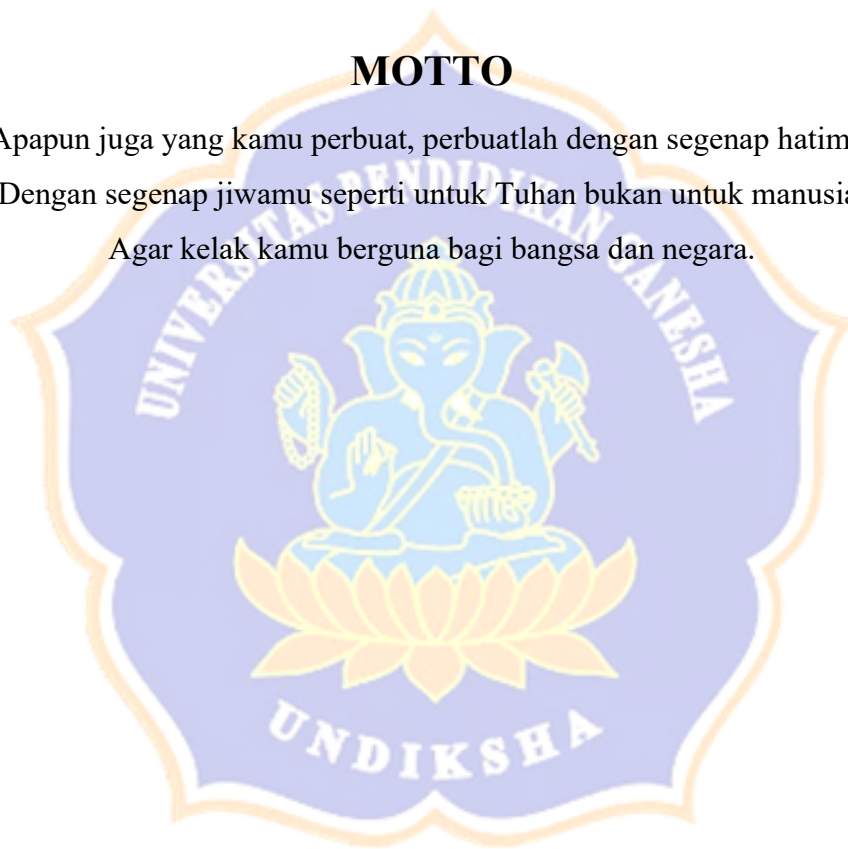 MOTTO
Apapun juga yang kamu perbuat, perbuatlah dengan segenap
Dengan segenap jiwamu seperti untuk Tuhan bukan untuk manusia
Agar kelak kamu berguna bagi bangsa dan negara.
UNIVERSITAS PENDIDIKAN GANESHA
UNDIKSHA